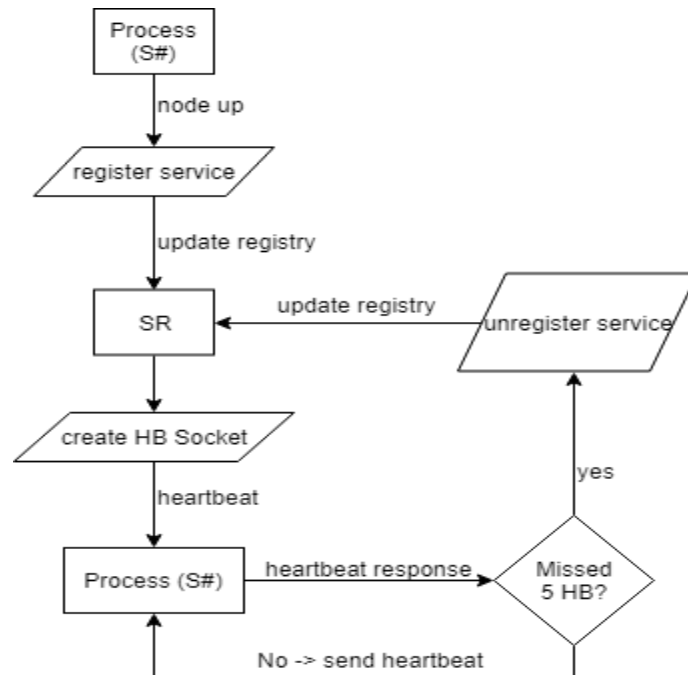 Process
(S#)
node up
register service
update registry
SR
update registry
unregister service
create HB Socket
heartbeat
yes
Process (S#)
heartbeat response
Missed
5 HB?
No -> send heartbeat